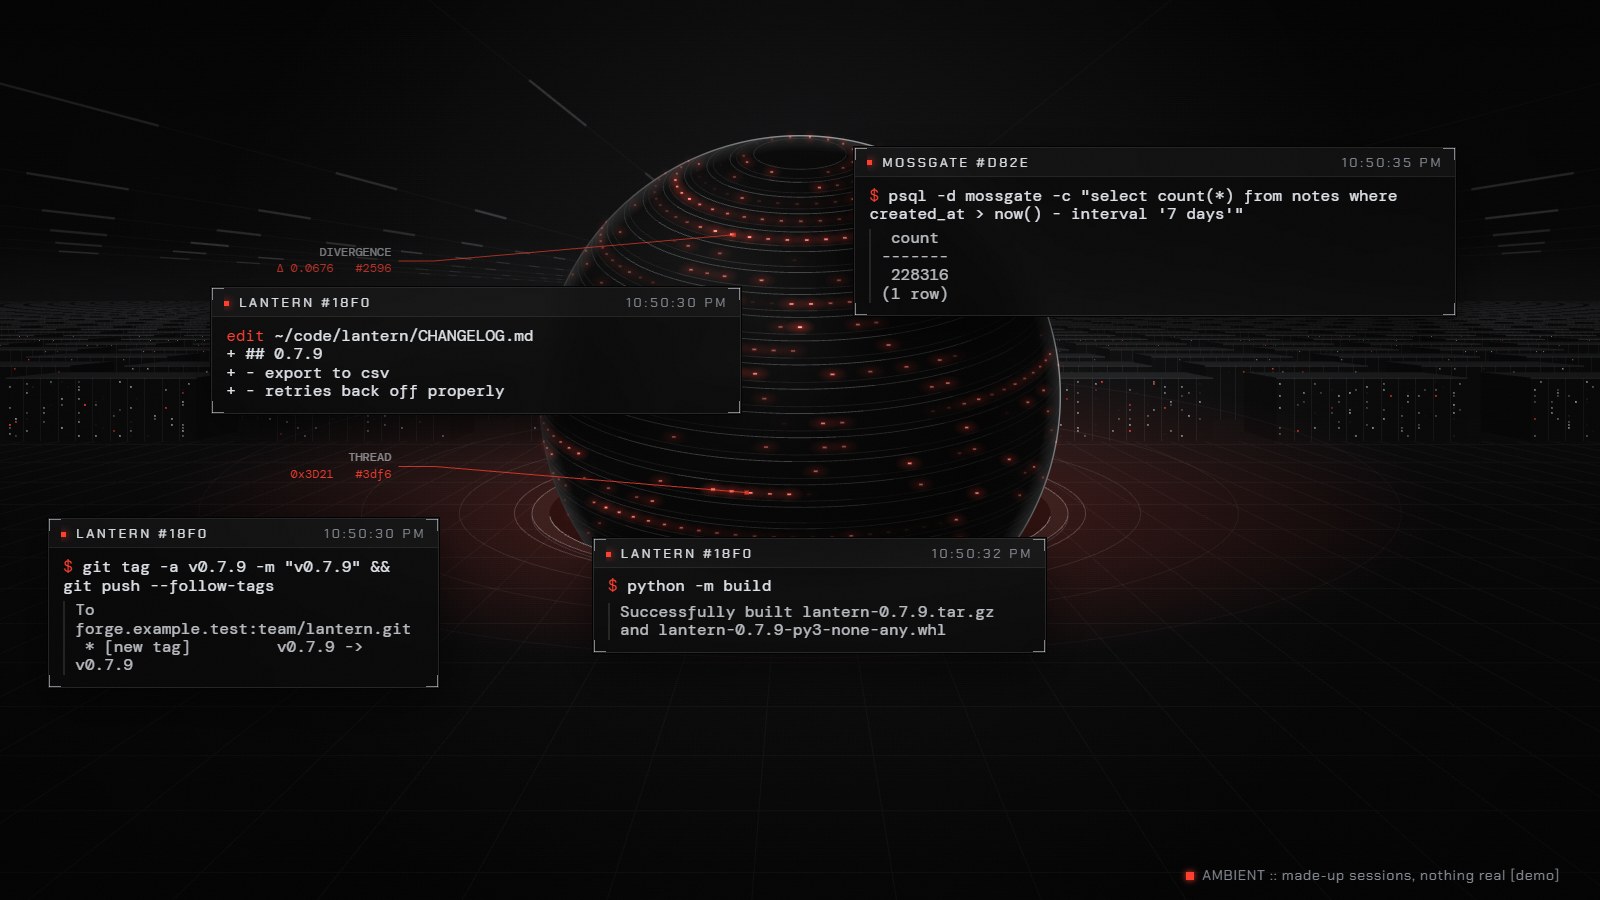 MOSSGATE #D82E 10:50:35 PM
$ psql -d mossgate -c "select count(*) from notes where
created_at > now() - interval '7 days'"
count
-------
228316
(1 row)
DIVERGENCE
Δ 0.0676 #2596
LANTERN #18F0 10:50:30 PM
edit ~/code/lantern/CHANGELOG.md
+ ## 0.7.9
+ - export to csv
+ - retries back off properly
THREAD
0x3D21 #3df6
LANTERN #18F0 10:50:30 PM
$ git tag -a v0.7.9 -m "v0.7.9" &&
git push --follow-tags
To
forge.example.test:team/lantern.git
* [new tag] v0.7.9 ->
v0.7.9
LANTERN #18F0 10:50:32 PM
$ python -m build
Successfully built lantern-0.7.9.tar.gz
and lantern-0.7.9-py3-none-any.whl
AMBIENT :: made-up sessions, nothing real [demo]